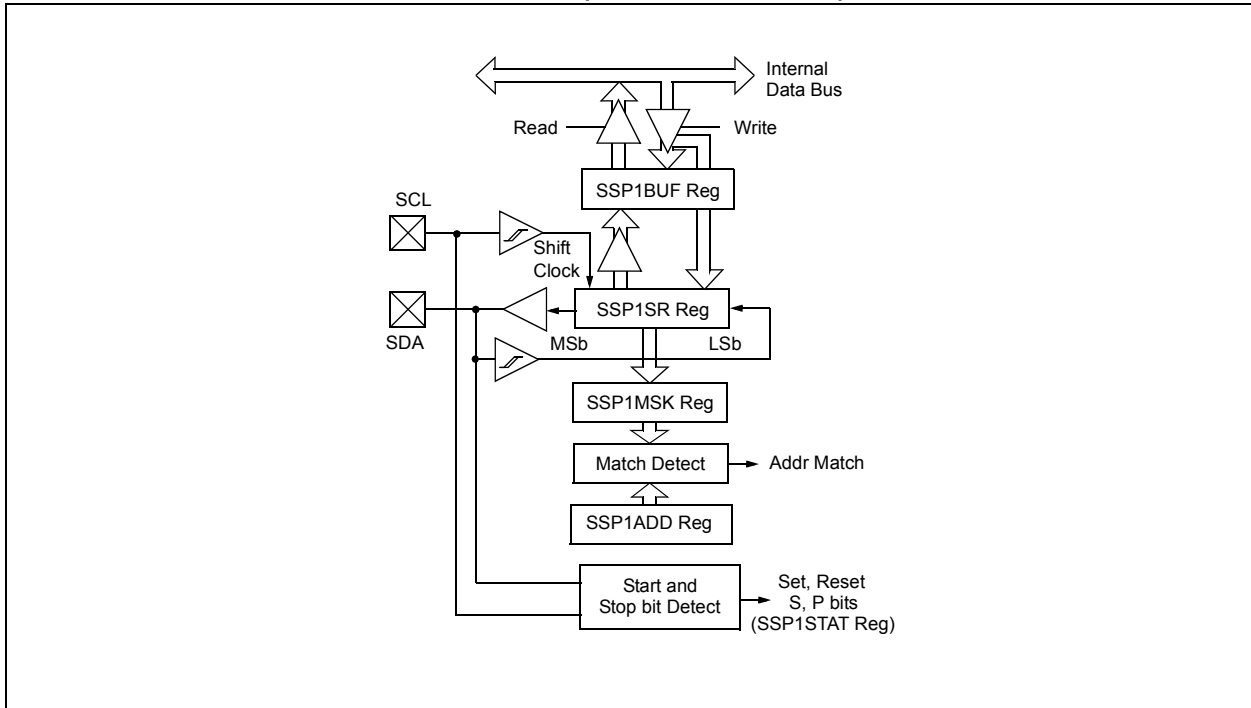 Internal
Data Bus
Read
Write
SSP1BUF Reg
SCL
Shift
Clock
SSP1SR Reg
SDA
MSb
LSb
SSP1MSK Reg
Match Detect
Addr Match
SSP1ADD Reg
Start and
Stop bit Detect
Set, Reset
S, P bits
(SSP1STAT Reg)